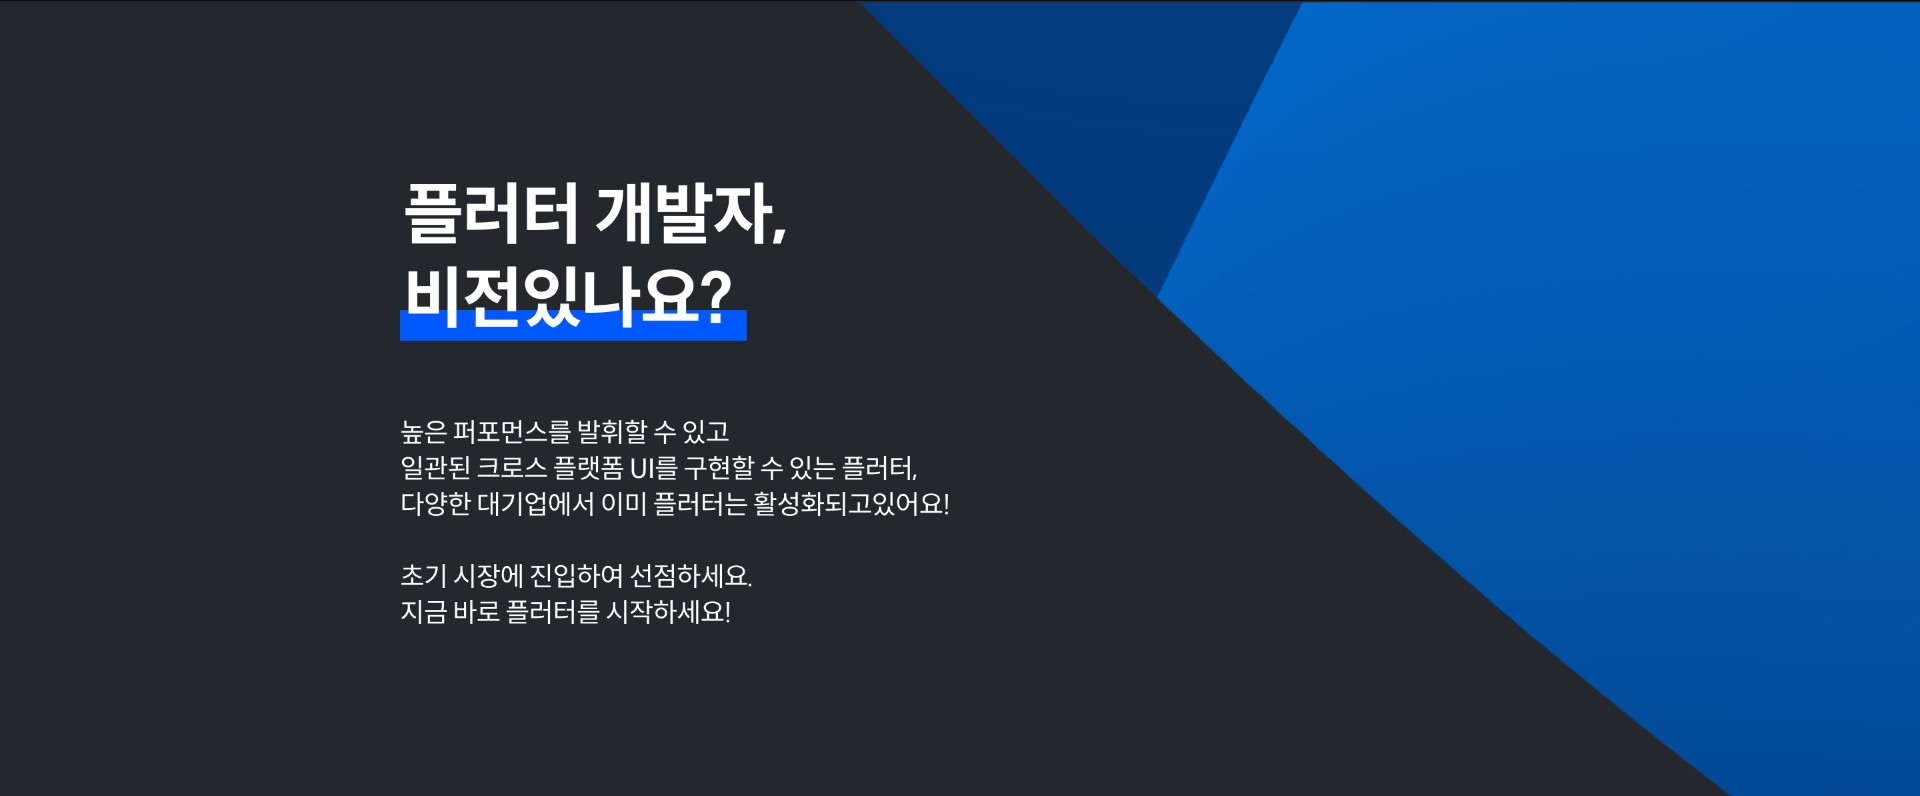 플러터 개발자,
비전있나요?
높은 퍼포먼스를 발휘할 수 있고
일관된 크로스 플랫폼 UI를 구현할 수 있는 플러터,
다양한 대기업에서 이미 플러터는 활성화되고있어요!
초기 시장에 진입하여 선점하세요.
지금 바로 플러터를 시작하세요!